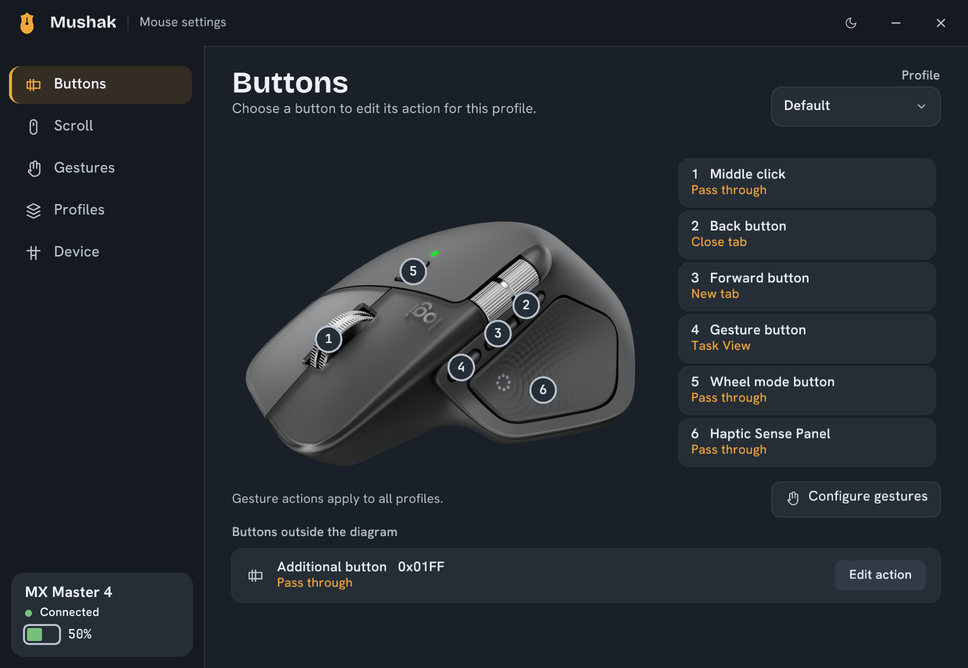 Mushak
Mouse settings
Buttons
Scroll
Gestures
Profiles
Device
Buttons
Choose a button to edit its action for this profile.
Profile
Default
logi
5
1
2
3
4
6
1 Middle click
Pass through
2 Back button
Close tab
3 Forward button
New tab
4 Gesture button
Task View
5 Wheel mode button
Pass through
6 Haptic Sense Panel
Pass through
Gesture actions apply to all profiles.
Configure gestures
Buttons outside the diagram
Additional button 0x01FF
Pass through
Edit action
MX Master 4
Connected
50%